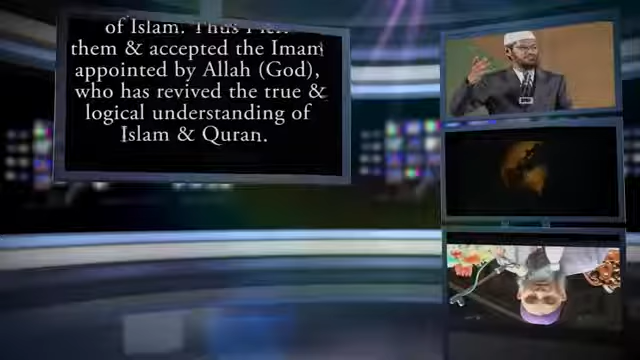 of Islam. Thus I left
them & accepted the Imam
appointed by Allah (God),
who has revived the true &
logical understanding of
Islam & Quran.